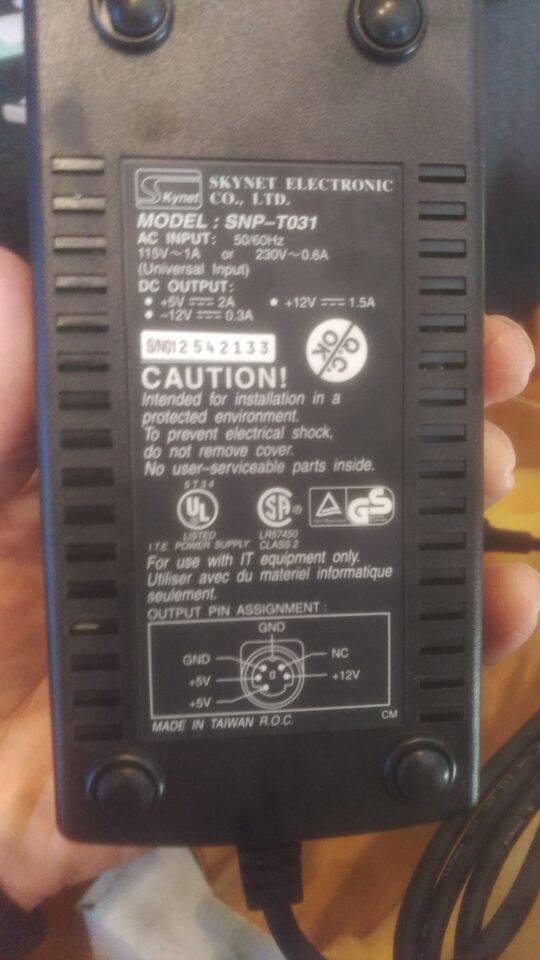 Skynet
SKYNET ELECTRONIC
CO., LTD.
MODEL : SNP-T031
AC INPUT: 50/60Hz
115V~1A or 230V~0.6A
(Universal Input)
DC OUTPUT:
• +5V ⎓ 2A • +12V ⎓ 1.5A
• -12V ⎓ 0.3A
S/N012542133
Q.C. OK
CAUTION!
Intended for installation in a
protected environment.
To prevent electrical shock,
do not remove cover.
No user-serviceable parts inside.
5T34
UL
LISTED
I.T.E. POWER SUPPLY
SA ®
LR57450
CLASS 2
GS
For use with IT equipment only.
Utiliser avec du materiel informatique
seulement.
OUTPUT PIN ASSIGNMENT :
GND
GND NC
+5V +12V
+5V
MADE IN TAIWAN R.O.C. CM